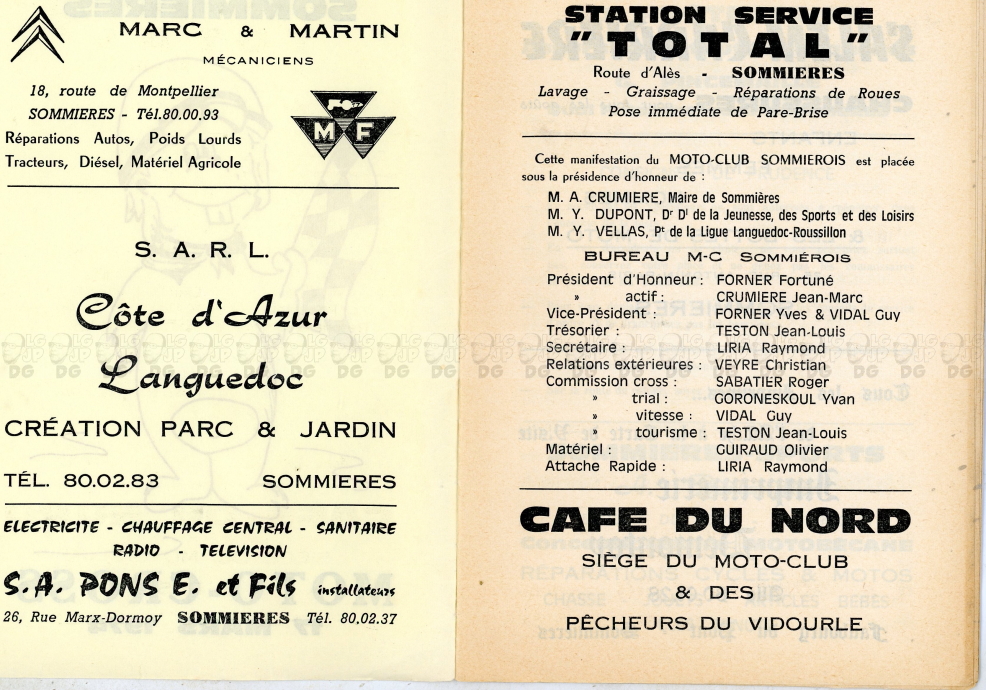 MARC & MARTIN
MÉCANICIENS
18, route de Montpellier
SOMMIERES - Tél.80.00.93
Réparations Autos, Poids Lourds
Tracteurs, Diésel, Matériel Agricole
M F
S. A. R. L.
Côte d'Azur
Languedoc
CRÉATION PARC & JARDIN
TÉL. 80.02.83 SOMMIERES
ELECTRICITE - CHAUFFAGE CENTRAL - SANITAIRE
RADIO - TELEVISION
S.A. PONS E. et Fils installateurs
26, Rue Marx-Dormoy SOMMIERES Tél. 80.02.37
STATION SERVICE
"TOTAL"
Route d'Alès - SOMMIERES
Lavage - Graissage - Réparations de Roues
Pose immédiate de Pare-Brise
Cette manifestation du MOTO-CLUB SOMMIEROIS est placée
sous la présidence d'honneur de :
M. A. CRUMIERE, Maire de Sommières
M. Y. DUPONT, Dr Dl de la Jeunesse, des Sports et des Loisirs
M. Y. VELLAS, Pt de la Ligue Languedoc-Roussillon
BUREAU M-C SOMMIÉROIS
Président d'Honneur : FORNER Fortuné
» actif : CRUMIERE Jean-Marc
Vice-Président : FORNER Yves & VIDAL Guy
Trésorier : TESTON Jean-Louis
Secrétaire : LIRIA Raymond
Relations extérieures : VEYRE Christian
Commission cross : SABATIER Roger
» trial : GORONESKOUL Yvan
» vitesse : VIDAL Guy
» tourisme : TESTON Jean-Louis
Matériel : GUIRAUD Olivier
Attache Rapide : LIRIA Raymond
CAFE DU NORD
SIÈGE DU MOTO-CLUB
& DES
PÊCHEURS DU VIDOURLE